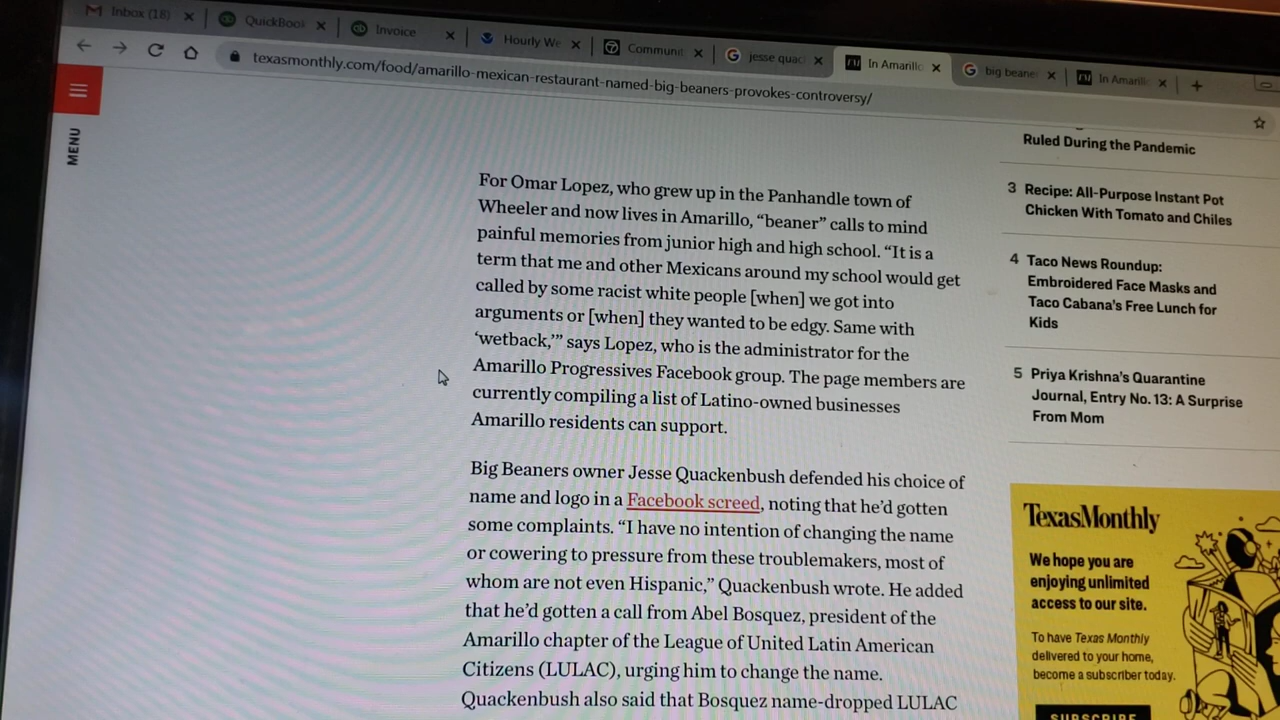 Inbox (18)
QuickBook
Invoice
Hourly We
Communit
jesse quac
In Amarillo
big beane
In Amarill
texasmonthly.com/food/amarillo-mexican-restaurant-named-big-beaners-provokes-controversy/
MENU
For Omar Lopez, who grew up in the Panhandle town of
Wheeler and now lives in Amarillo, “beaner” calls to mind
painful memories from junior high and high school. “It is a
term that me and other Mexicans around my school would get
called by some racist white people [when] we got into
arguments or [when] they wanted to be edgy. Same with
‘wetback,’” says Lopez, who is the administrator for the
Amarillo Progressives Facebook group. The page members are
currently compiling a list of Latino-owned businesses
Amarillo residents can support.
Big Beaners owner Jesse Quackenbush defended his choice of
name and logo in a Facebook screed, noting that he’d gotten
some complaints. “I have no intention of changing the name
or cowering to pressure from these troublemakers, most of
whom are not even Hispanic,” Quackenbush wrote. He added
that he’d gotten a call from Abel Bosquez, president of the
Amarillo chapter of the League of United Latin American
Citizens (LULAC), urging him to change the name.
Quackenbush also said that Bosquez name-dropped LULAC
Ruled During the Pandemic
3 Recipe: All-Purpose Instant Pot
Chicken With Tomato and Chiles
4 Taco News Roundup:
Embroidered Face Masks and
Taco Cabana’s Free Lunch for
Kids
5 Priya Krishna’s Quarantine
Journal, Entry No. 13: A Surprise
From Mom
TexasMonthly
We hope you are
enjoying unlimited
access to our site.
To have Texas Monthly
delivered to your home,
become a subscriber today.
SUBSCRIBE